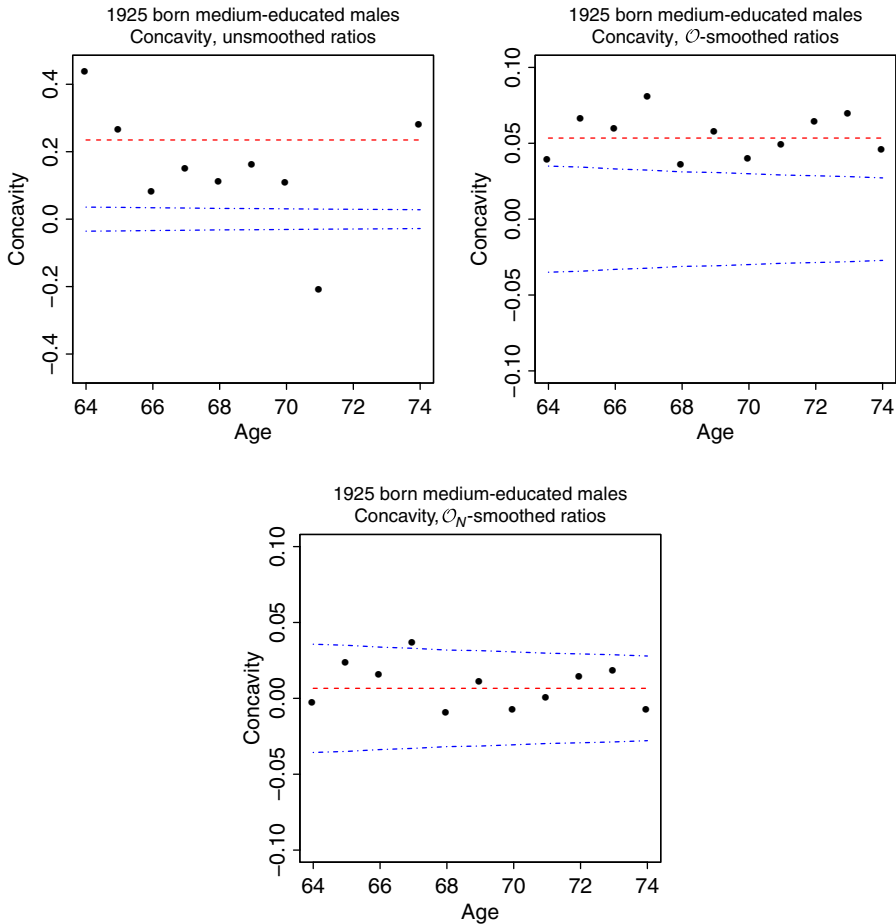 1925 born medium-educated males
Concavity, unsmoothed ratios
Concavity
0.4
0.2
0.0
−0.2
−0.4
64 66 68 70 72 74
Age
1925 born medium-educated males
Concavity, 𝒪-smoothed ratios
Concavity
0.10
0.05
0.00
−0.05
−0.10
64 66 68 70 72 74
Age
1925 born medium-educated males
Concavity, 𝒪N-smoothed ratios
Concavity
0.10
0.05
0.00
−0.05
−0.10
64 66 68 70 72 74
Age